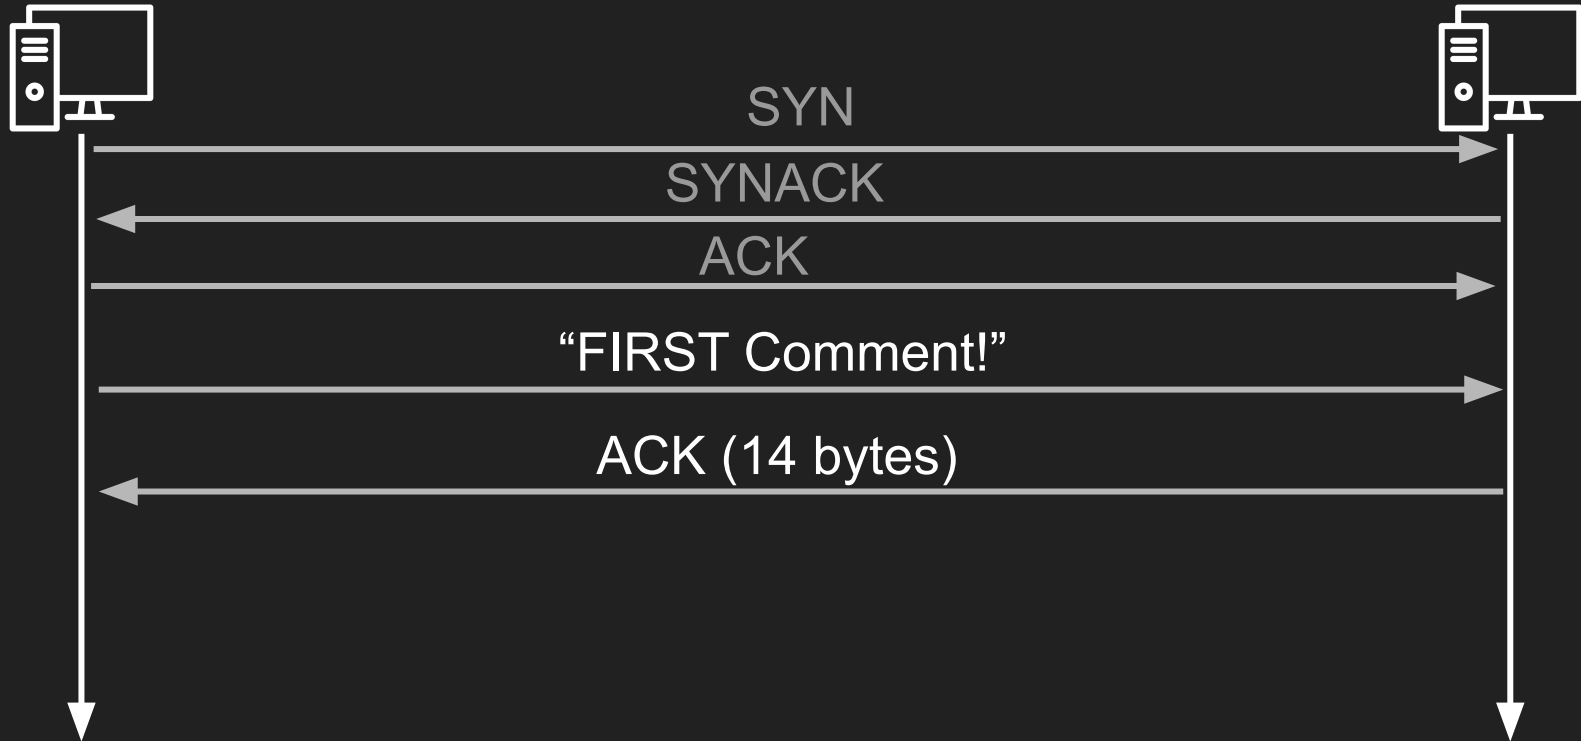 SYN
SYNACK
ACK
“FIRST Comment!”
ACK (14 bytes)